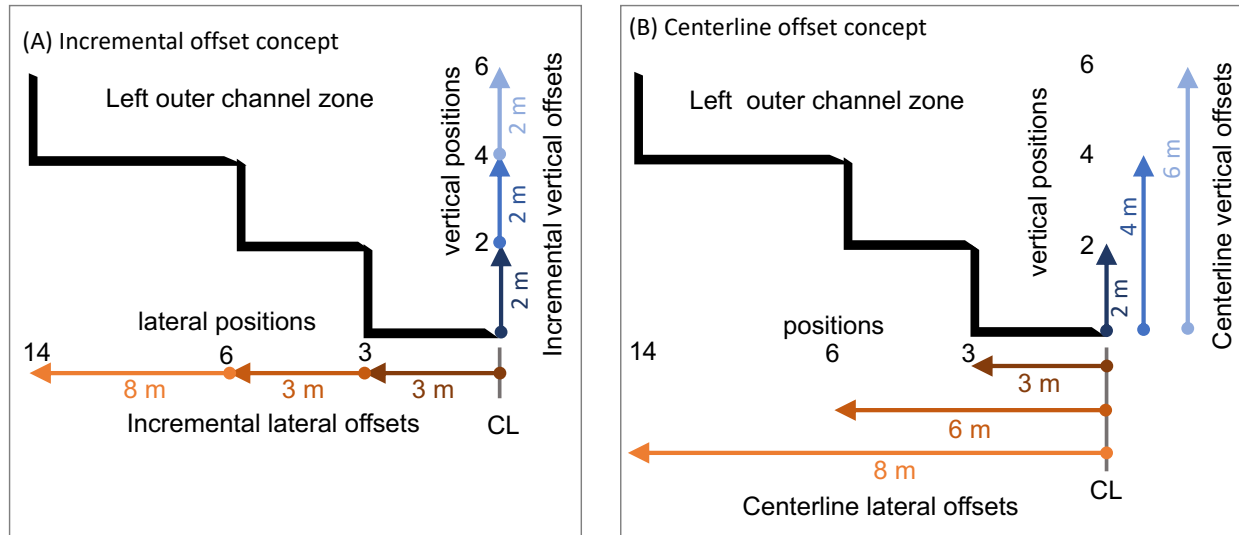 (A) Incremental offset concept
Left outer channel zone
6
4
2
vertical positions
2 m
2 m
2 m
Incremental vertical offsets
lateral positions
14
6
3
8 m
3 m
3 m
Incremental lateral offsets
CL
(B) Centerline offset concept
Left outer channel zone
6
4
2
vertical positions
2 m
4 m
6 m
Centerline vertical offsets
positions
14
6
3
3 m
6 m
8 m
Centerline lateral offsets
CL